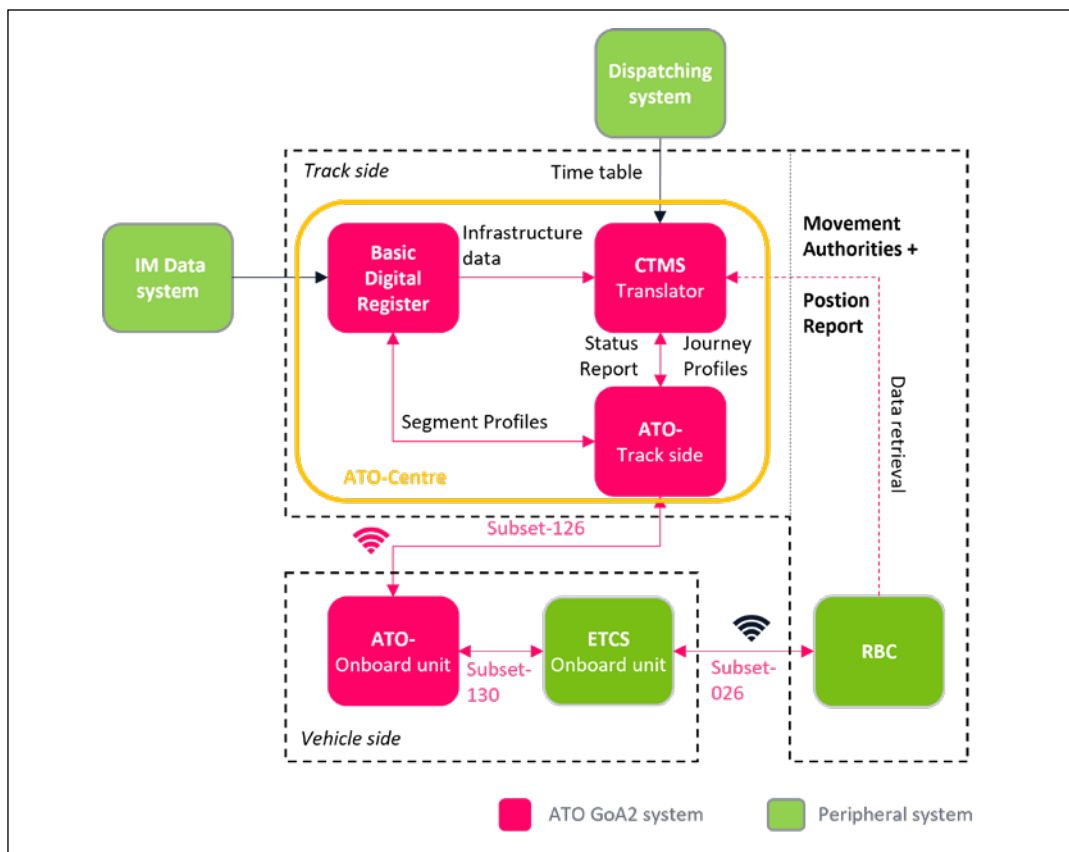 Dispatching
system
Track side
Time table
IM Data
system
Basic
Digital
Register
Infrastructure
data
CTMS
Translator
Movement
Authorities +
Postion
Report
Status
Report
Journey
Profiles
Data retrieval
Segment Profiles
ATO-
Track side
ATO-Centre
Subset-126
ATO-
Onboard unit
Subset-
130
ETCS
Onboard unit
Subset-
026
RBC
Vehicle side
ATO GoA2 system
Peripheral system